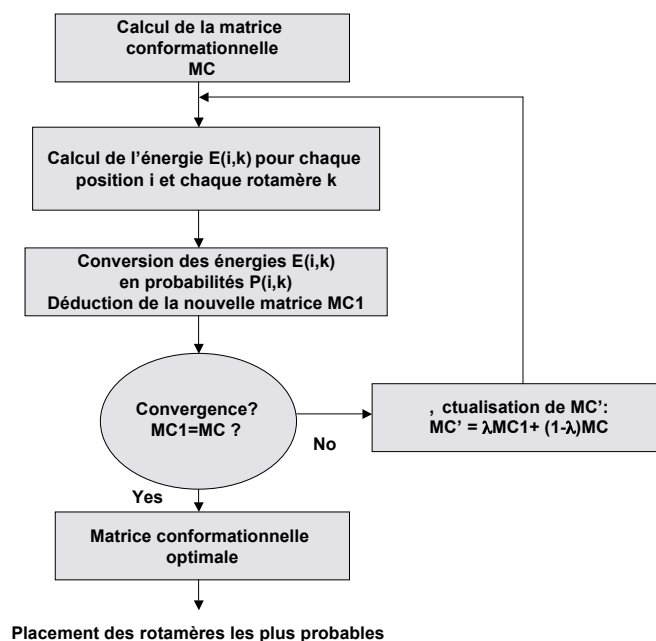 Calcul de la matrice
conformationnelle
MC
Calcul de l'énergie E(i,k) pour chaque
position i et chaque rotamère k
Conversion des énergies E(i,k)
en probabilités P(i,k)
Déduction de la nouvelle matrice MC1
Convergence?
MC1=MC ?
No
, ctualisation de MC':
MC' = λMC1+ (1-λ)MC
Yes
Matrice conformationnelle
optimale
Placement des rotamères les plus probables